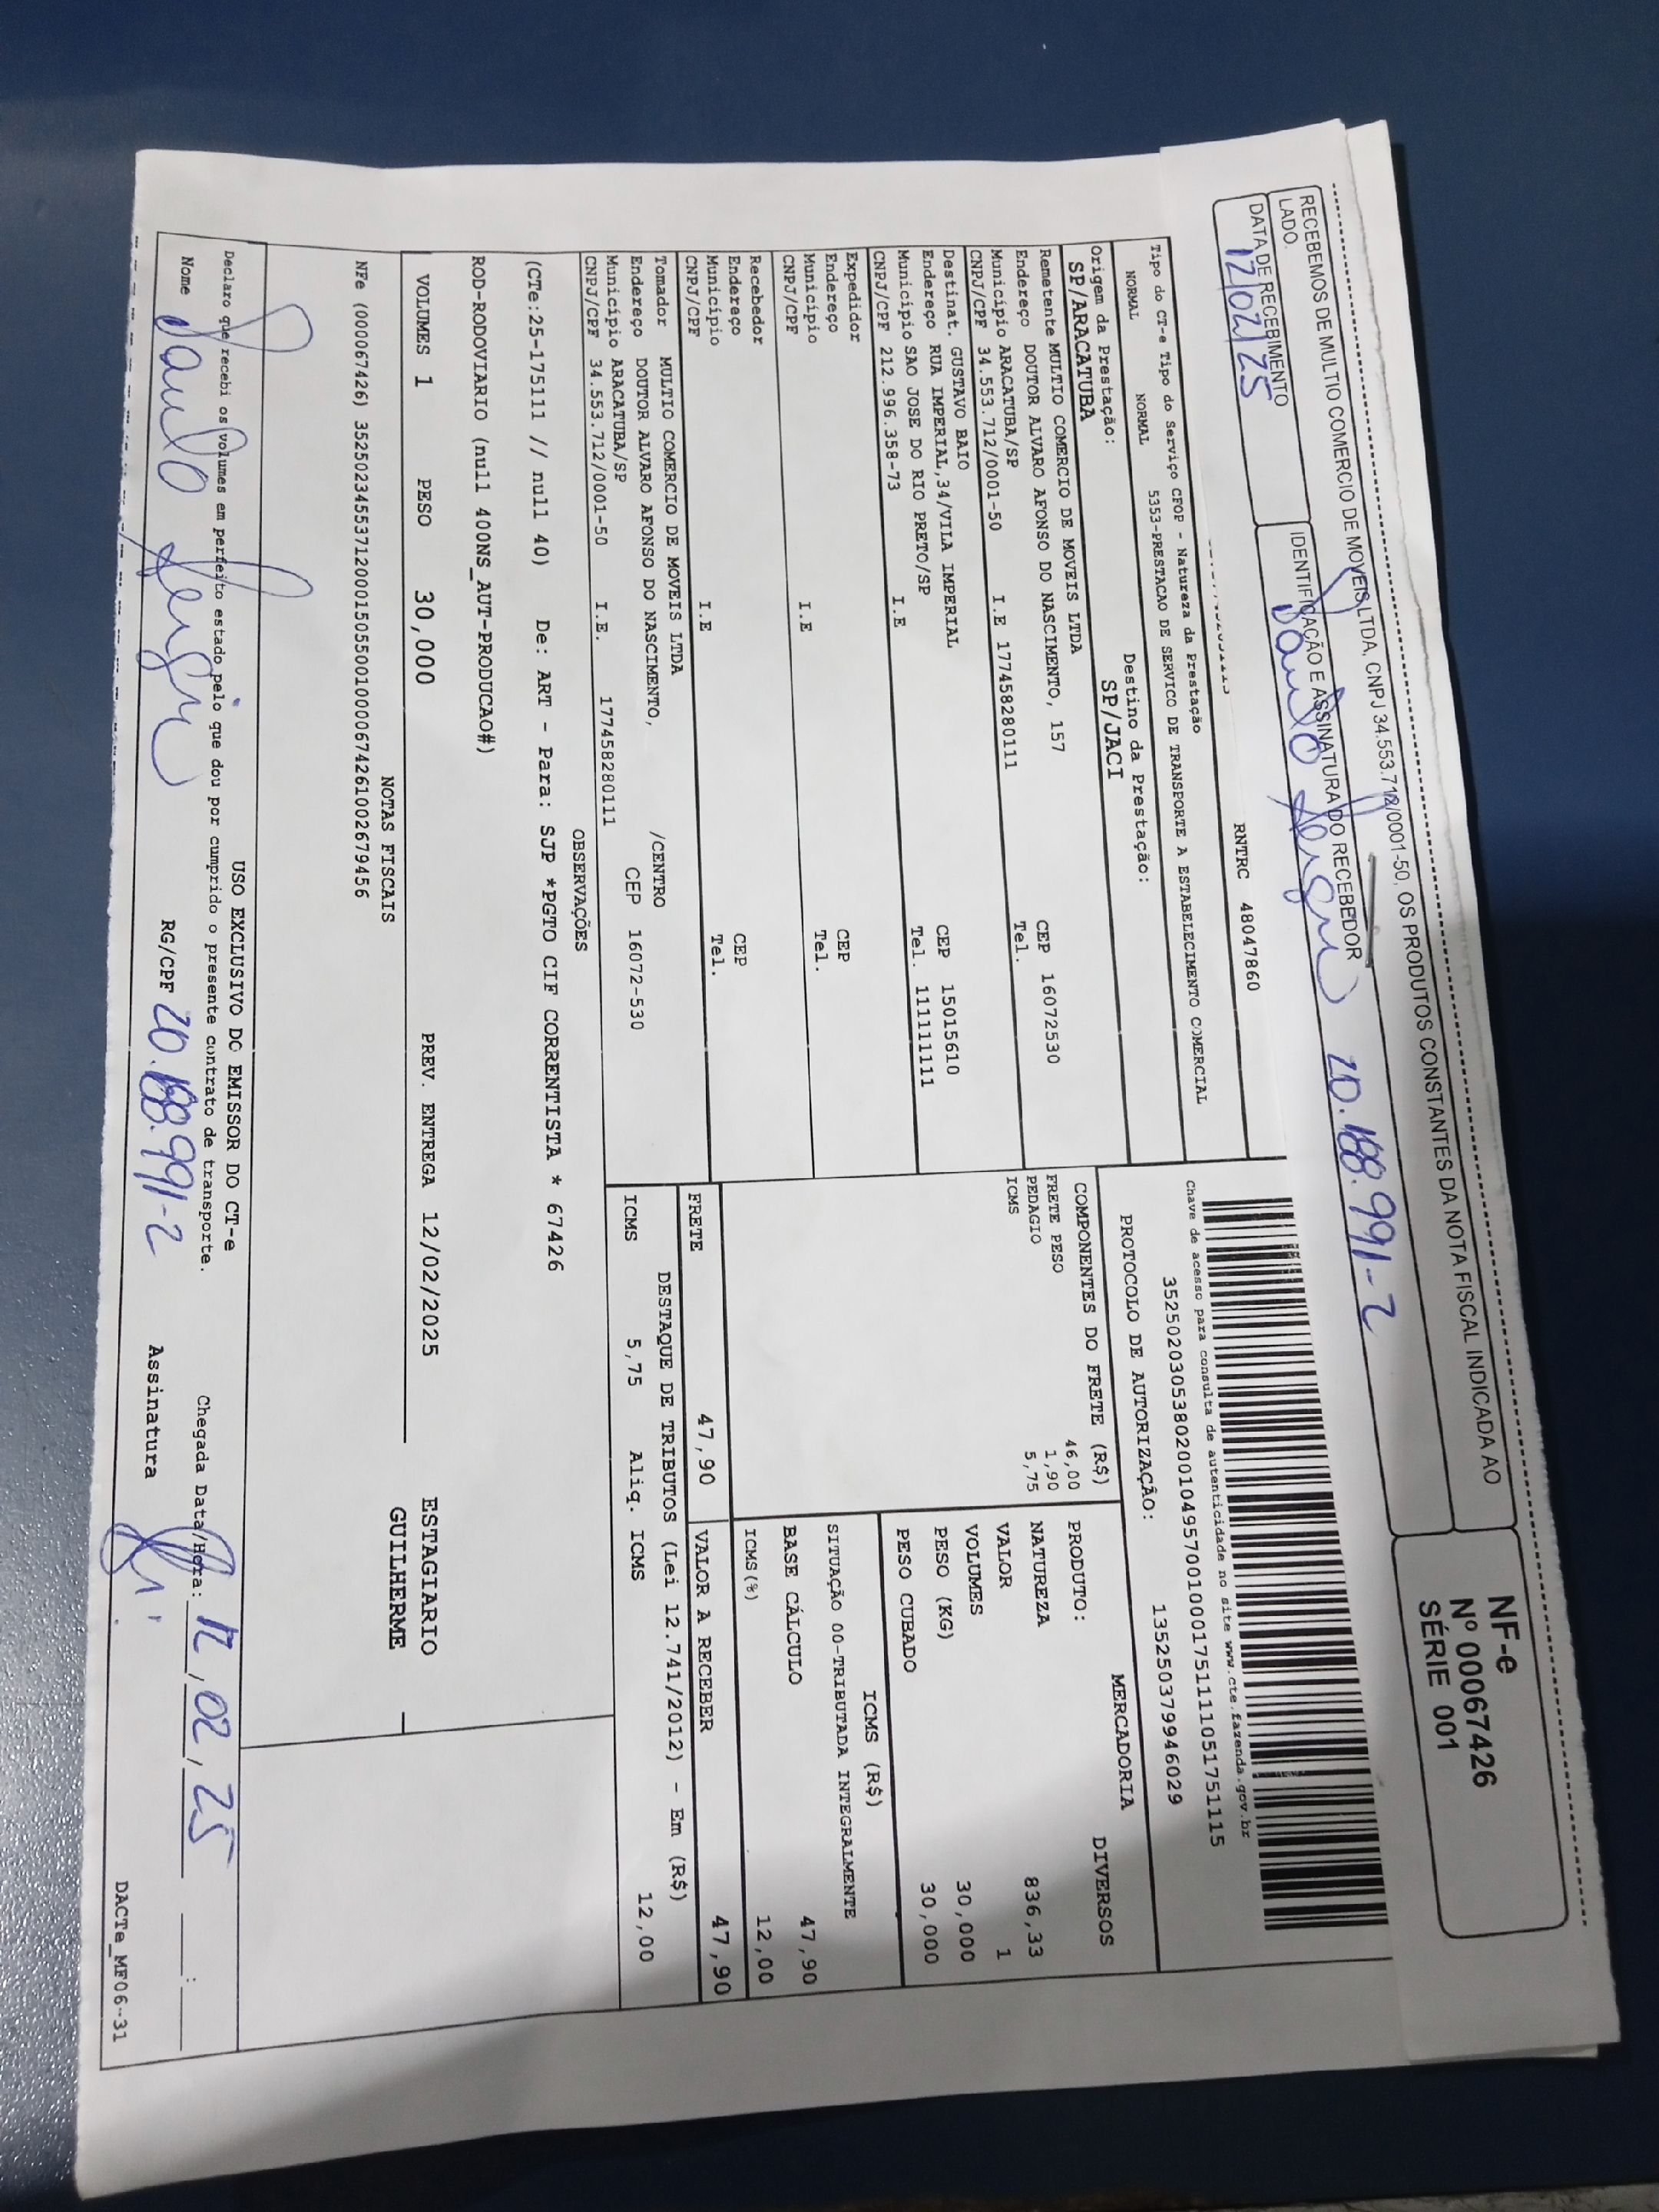 RECEBEMOS DE MULTIO COMERCIO DE MOVEIS LTDA, CNPJ 34.553.712/0001-50, OS PRODUTOS CONSTANTES DA NOTA FISCAL INDICADA AO
LADO.
DATA DE RECEBIMENTO
12/02/25
IDENTIFICAÇÃO E ASSINATURA DO RECEBEDOR
Paulo Sergio 20.188.991-2
NF-e
Nº 00067426
SÉRIE 001
RNTRC 48047860
Tipo do CT-e Tipo do Serviço CFOP - Natureza da Prestação
NORMAL NORMAL 5353-PRESTACAO DE SERVICO DE TRANSPORTE A ESTABELECIMENTO COMERCIAL
Origem da Prestação: Destino da Prestação:
SP/ARACATUBA SP/JACI
Chave de acesso para consulta de autenticidade no site www.cte.fazenda.gov.br
35250203053802001049570010001751111051751115
PROTOCOLO DE AUTORIZAÇÃO: 135250379946029
Remetente MULTIO COMERCIO DE MOVEIS LTDA
Endereço DOUTOR ALVARO AFONSO DO NASCIMENTO, 157
Município ARACATUBA/SP CEP 16072530
CNPJ/CPF 34.553.712/0001-50 I.E 177458280111 Tel.
Destinat. GUSTAVO BAIO
Endereço RUA IMPERIAL,34/VILA IMPERIAL
Município SAO JOSE DO RIO PRETO/SP CEP 15015610
CNPJ/CPF 212.996.358-73 I.E Tel. 1111111111
Expedidor
Endereço
Município CEP
CNPJ/CPF I.E Tel.
Recebedor
Endereço
Município CEP
CNPJ/CPF I.E Tel.
Tomador MULTIO COMERCIO DE MOVEIS LTDA
Endereço DOUTOR ALVARO AFONSO DO NASCIMENTO, /CENTRO
Município ARACATUBA/SP CEP 16072-530
CNPJ/CPF 34.553.712/0001-50 I.E. 177458280111
COMPONENTES DO FRETE (R$)
FRETE PESO 46,00
PEDAGIO 1,90
ICMS 5,75
MERCADORIA
PRODUTO: DIVERSOS
NATUREZA
VALOR 836,33
VOLUMES 1
PESO (KG) 30,000
PESO CUBADO 30,000
ICMS (R$)
SITUAÇÃO 00-TRIBUTADA INTEGRALMENTE
BASE CÁLCULO 47,90
ICMS(%) 12,00
FRETE 47,90
VALOR A RECEBER 47,90
DESTAQUE DE TRIBUTOS (Lei 12.741/2012) - Em (R$)
ICMS 5,75 Aliq. ICMS 12,00
OBSERVAÇÕES
(CTe:25-175111 // null 40) De: ART - Para: SJP *PGTO CIF CORRENTISTA * 67426
ROD-RODOVIARIO (null 400NS_AUT-PRODUCAO#)
VOLUMES 1 PESO 30,000 PREV. ENTREGA 12/02/2025 ESTAGIARIO
GUILHERME
NOTAS FISCAIS
NFe (000067426) 35250234553712000150550010000674261002679456
USO EXCLUSIVO DO EMISSOR DO CT-e
Declaro que recebi os volumes em perfeito estado pelo que dou por cumprido o presente contrato de transporte.
Chegada Data/Hora: 12,02,25 :
Nome Paulo Sergio RG/CPF 20.188.991-2 Assinatura
DACTe_MF06-31